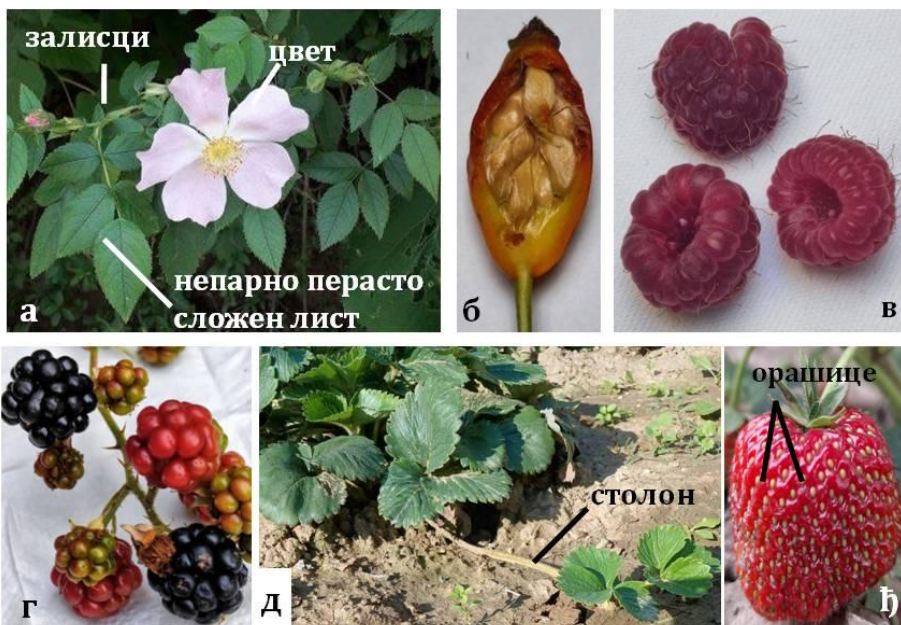 залисци
цвет
непарно перасто
сложен лист
а
б
в
г
столон
д
орашице
ђ